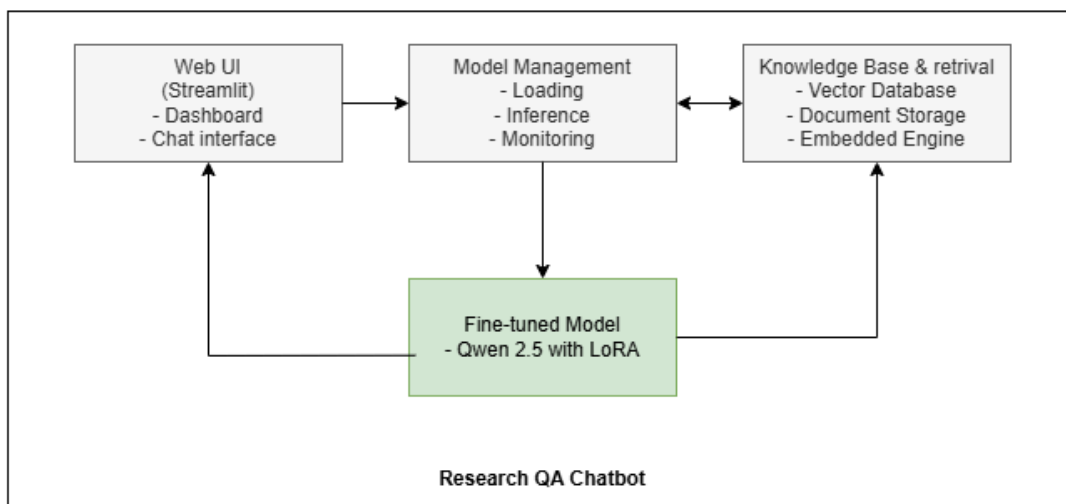 Web UI
(Streamlit)
- Dashboard
- Chat interface
Model Management
- Loading
- Inference
- Monitoring
Knowledge Base & retrival
- Vector Database
- Document Storage
- Embedded Engine
Fine-tuned Model
- Qwen 2.5 with LoRA
Research QA Chatbot